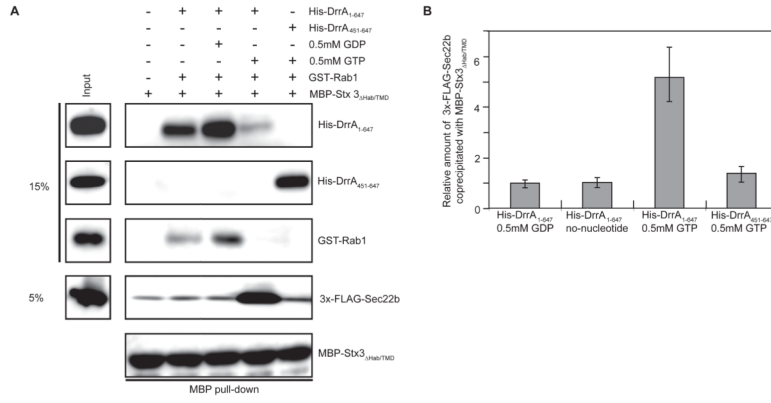 A
- + + + - His-DrrA1-647
- - - - + His-DrrA451-647
- - + - - 0.5mM GDP
- - - + + 0.5mM GTP
- + + + + GST-Rab1
+ + + + + MBP-Stx 3ΔHab/TMD
Input
15%
His-DrrA1-647
His-DrrA451-647
GST-Rab1
5%
3x-FLAG-Sec22b
MBP-Stx3ΔHab/TMD
MBP pull-down
B
Relative amount of 3x-FLAG-Sec22b
coprecipitated with MBP-Stx3ΔHab/TMD
8
6
4
2
0
His-DrrA1-647 His-DrrA1-647 His-DrrA1-647 His-DrrA451-647
0.5mM GDP no-nucleotide 0.5mM GTP 0.5mM GTP